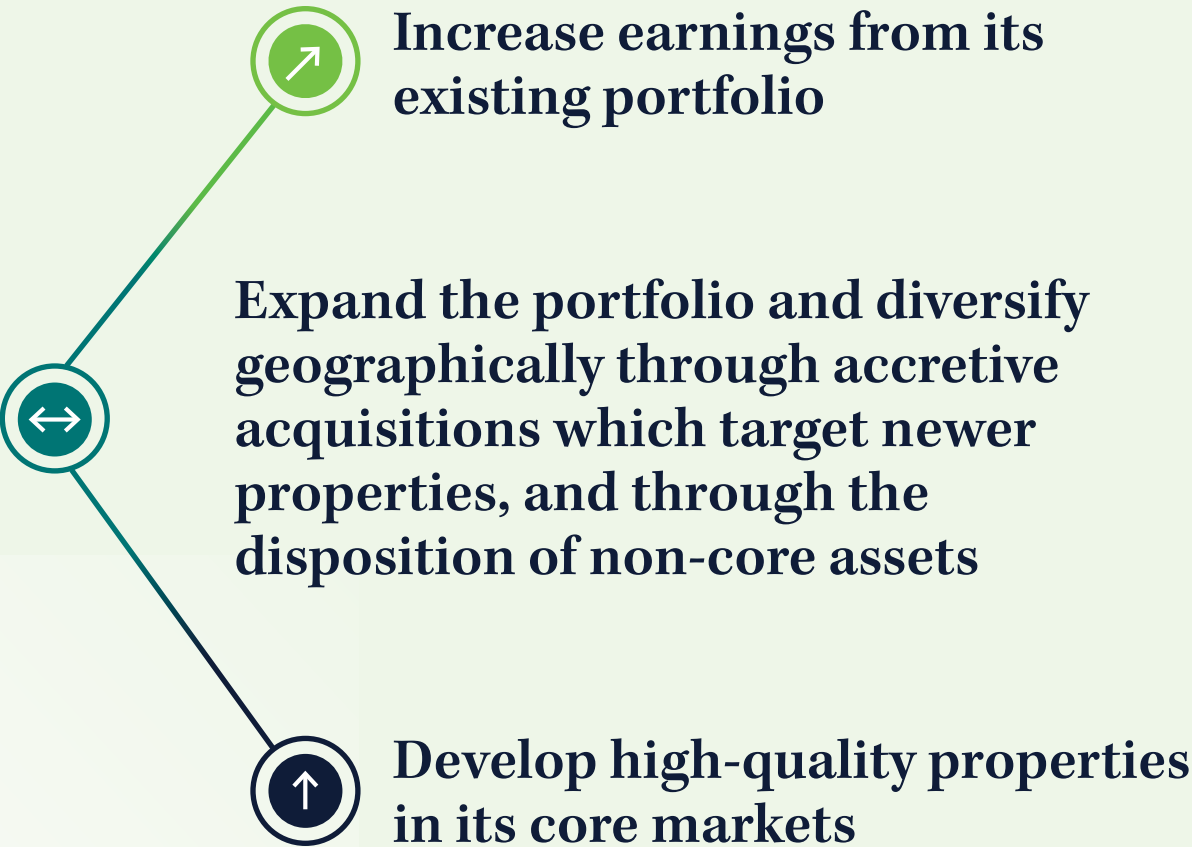 Increase earnings from its
existing portfolio
Expand the portfolio and diversify
geographically through accretive
acquisitions which target newer
properties, and through the
disposition of non-core assets
Develop high-quality properties
in its core markets